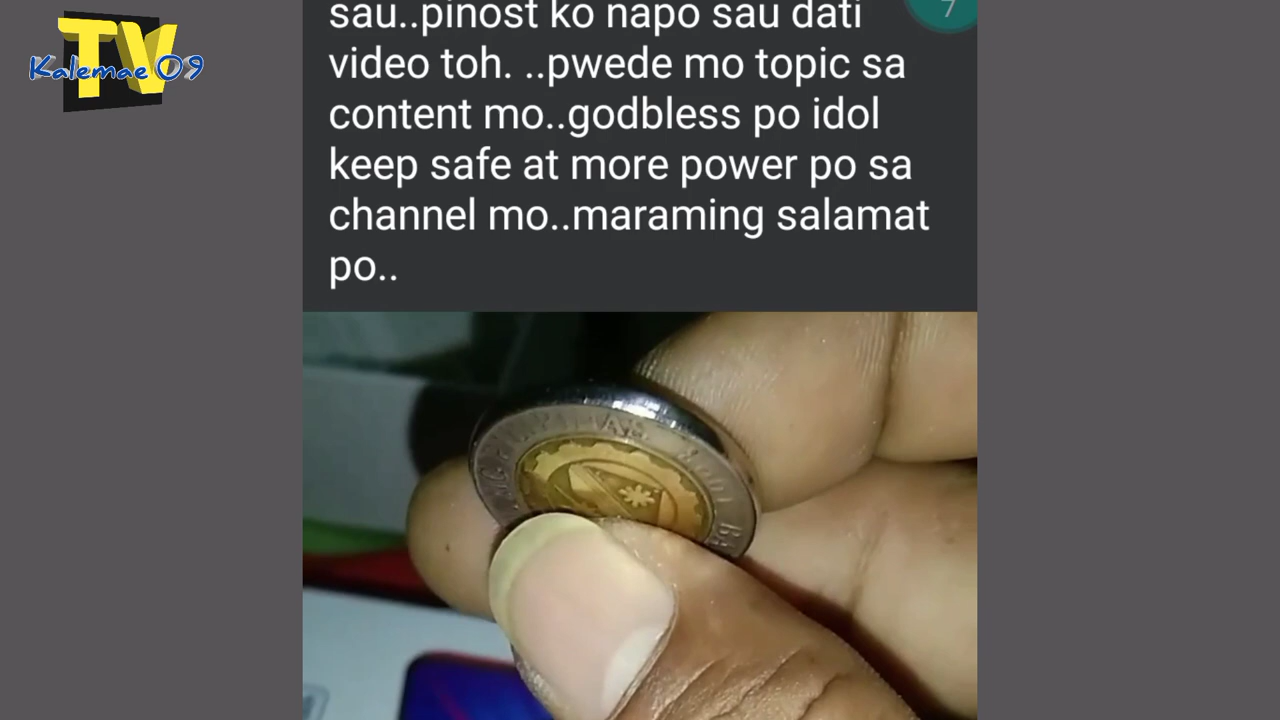 TV
Kalemae 09
7
sau..pinost ko napo sau dati
video toh. ..pwede mo topic sa
content mo..godbless po idol
keep safe at more power po sa
channel mo..maraming salamat
po..